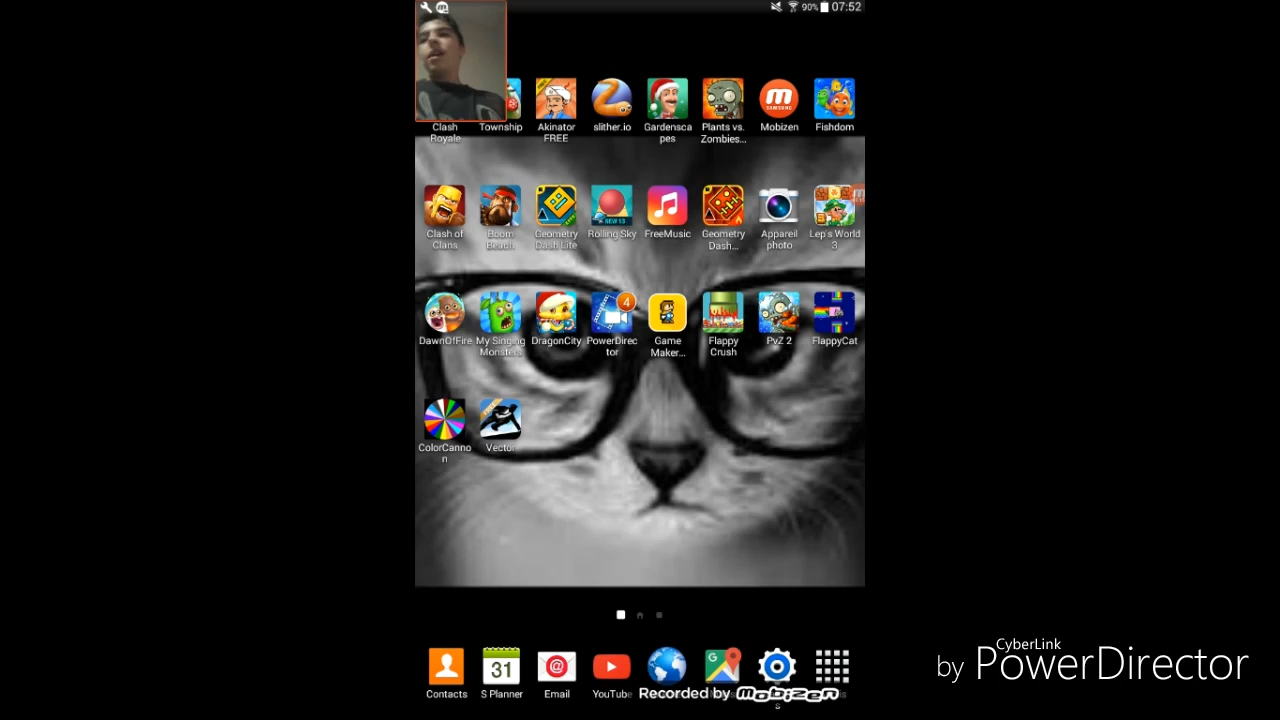 90% 07:52
Clash Royale
Township
Akinator FREE
slither.io
Gardenscapes
Plants vs. Zombies...
Mobizen
Fishdom
Clash of Clans
Boom Beach
Geometry Dash Lite
Rolling Sky
FreeMusic
Geometry Dash...
Appareil photo
Lep's World 3
DawnOfFire
My Singing Monsters
DragonCity
PowerDirector
4
Game Maker...
Flappy Crush
PvZ 2
FlappyCat
ColorCannon
Vector
31
Contacts
S Planner
Email
YouTube
Recorded by Mobizen
CyberLink
by PowerDirector